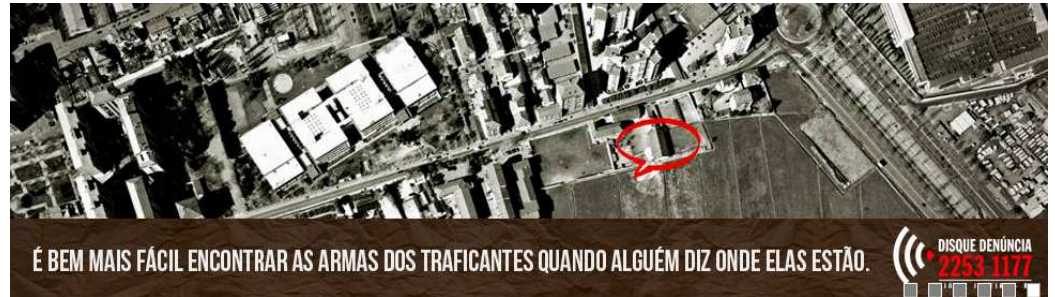 É BEM MAIS FÁCIL ENCONTRAR AS ARMAS DOS TRAFICANTES QUANDO ALGUÉM DIZ ONDE ELAS ESTÃO.
DISQUE DENÚNCIA
2253 1177